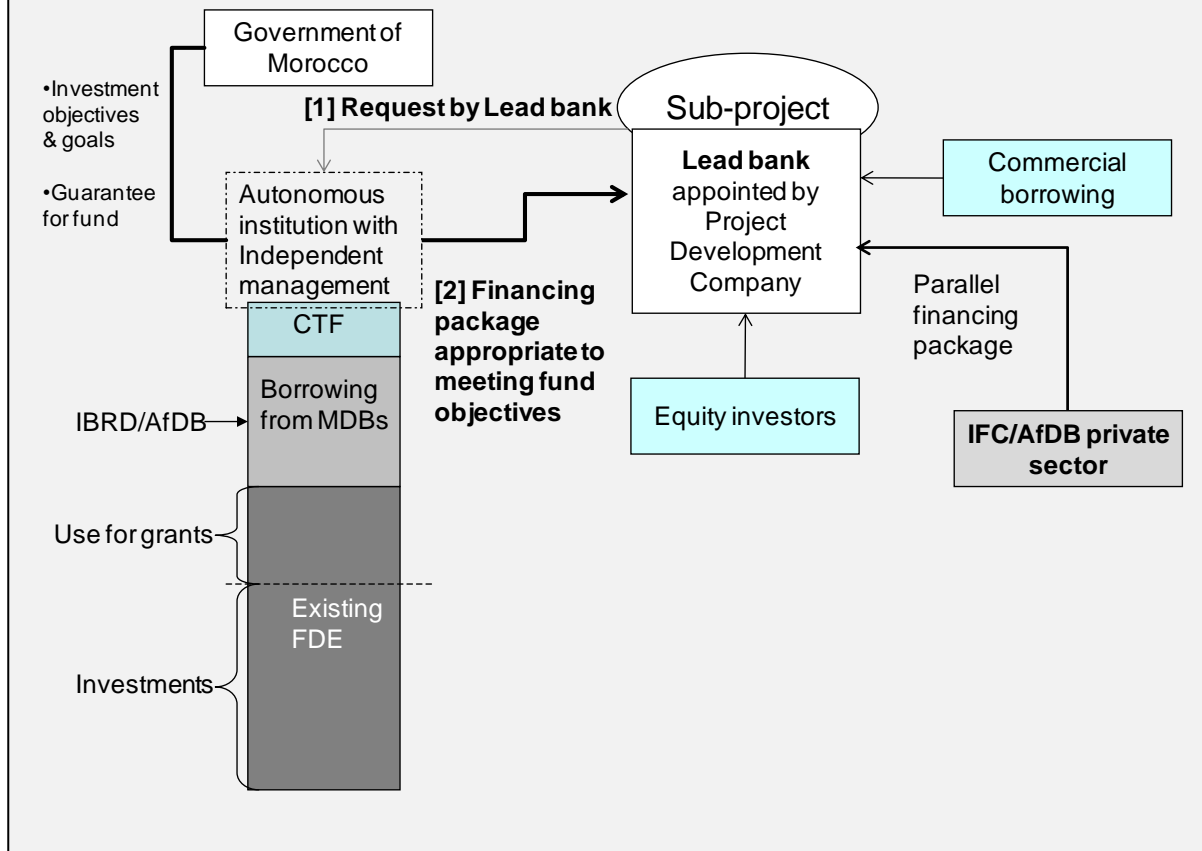 Government of
Morocco
•Investment
objectives
& goals
•Guarantee
for fund
[1] Request by Lead bank
Sub-project
Lead bank
appointed by
Project
Development
Company
Commercial
borrowing
Autonomous
institution with
Independent
management
[2] Financing
package
appropriate to
meeting fund
objectives
Parallel
financing
package
CTF
Borrowing
from MDBs
IBRD/AfDB
Equity investors
IFC/AfDB private
sector
Use for grants
Existing
FDE
Investments